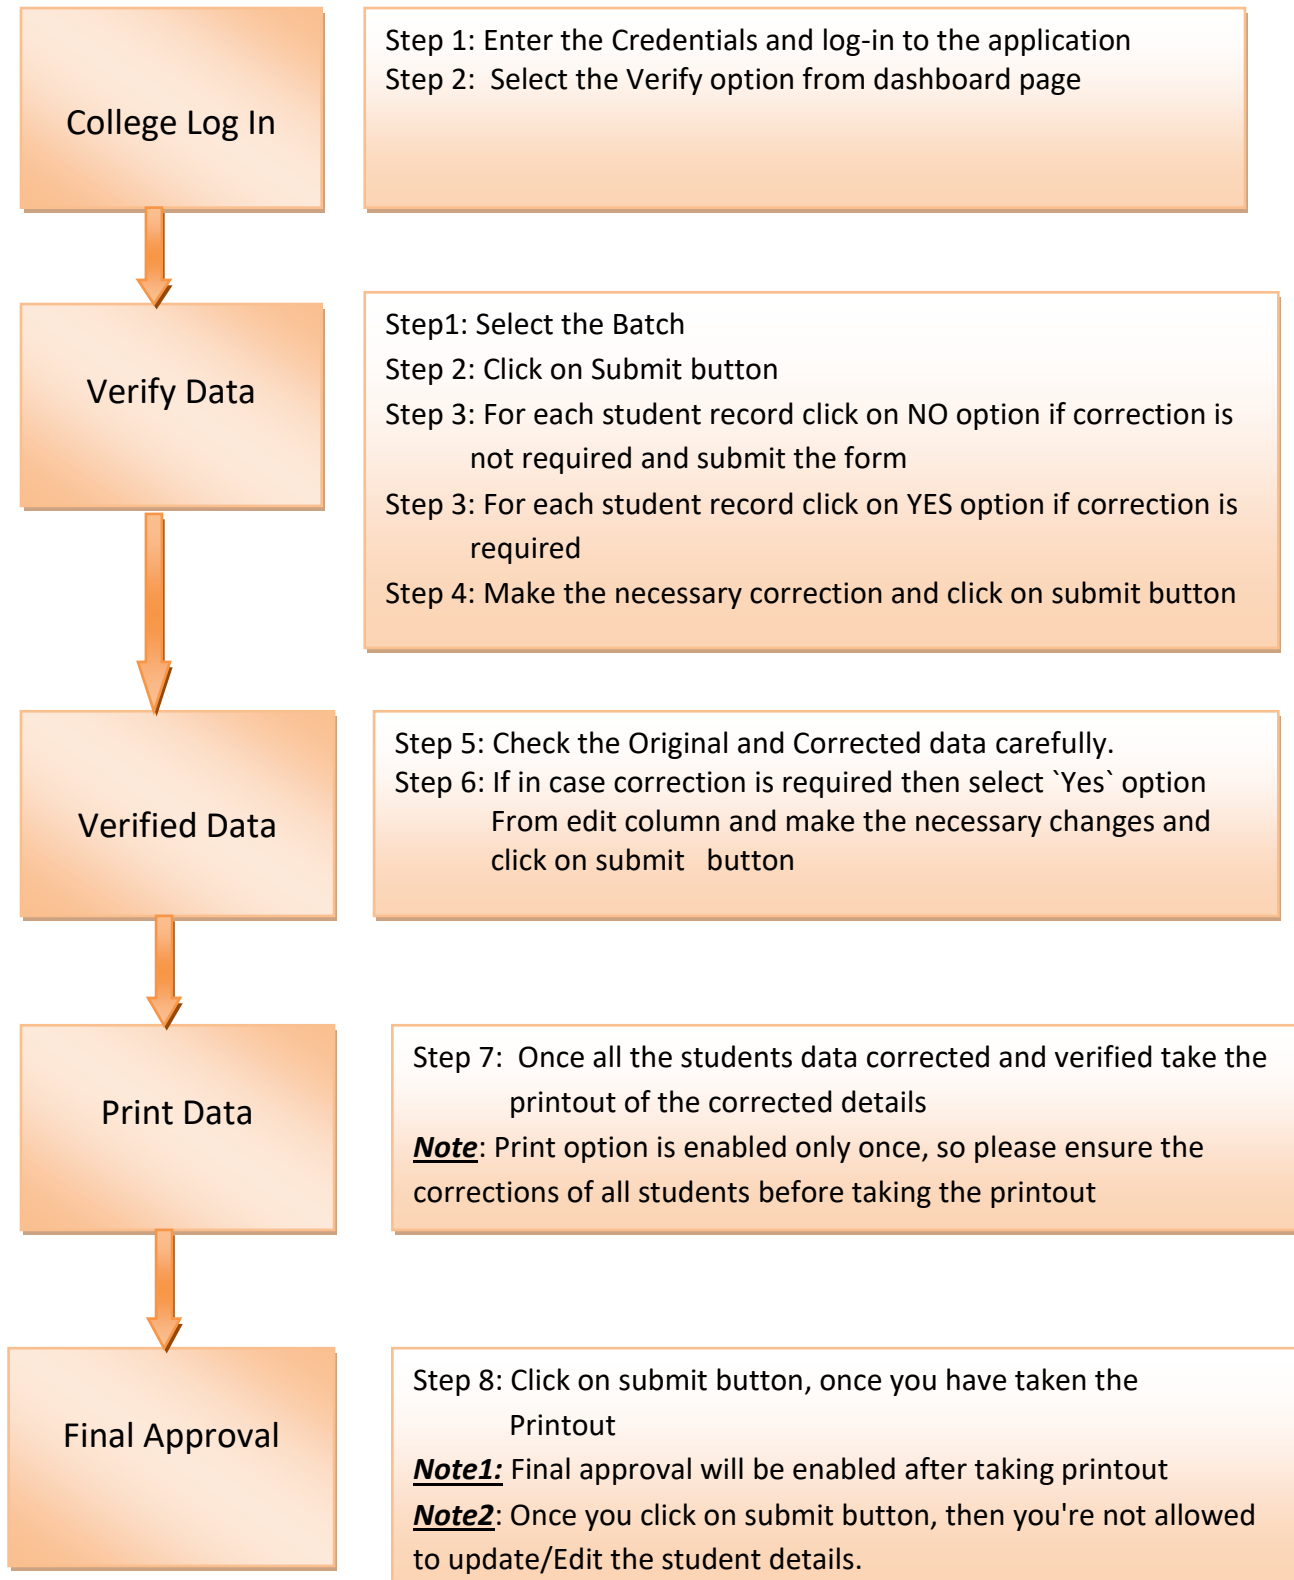 College Log In
Step 1: Enter the Credentials and log-in to the application
Step 2:  Select the Verify option from dashboard page
Verify Data
Step1: Select the Batch
Step 2: Click on Submit button
Step 3: For each student record click on NO option if correction is
not required and submit the form
Step 3: For each student record click on YES option if correction is
required
Step 4: Make the necessary correction and click on submit button
Verified Data
Step 5: Check the Original and Corrected data carefully.
Step 6: If in case correction is required then select `Yes` option
From edit column and make the necessary changes and
click on submit   button
Print Data
Step 7:  Once all the students data corrected and verified take the
printout of the corrected details
Note: Print option is enabled only once, so please ensure the
corrections of all students before taking the printout
Final Approval
Step 8: Click on submit button, once you have taken the
Printout
Note1: Final approval will be enabled after taking printout
Note2: Once you click on submit button, then you're not allowed
to update/Edit the student details.